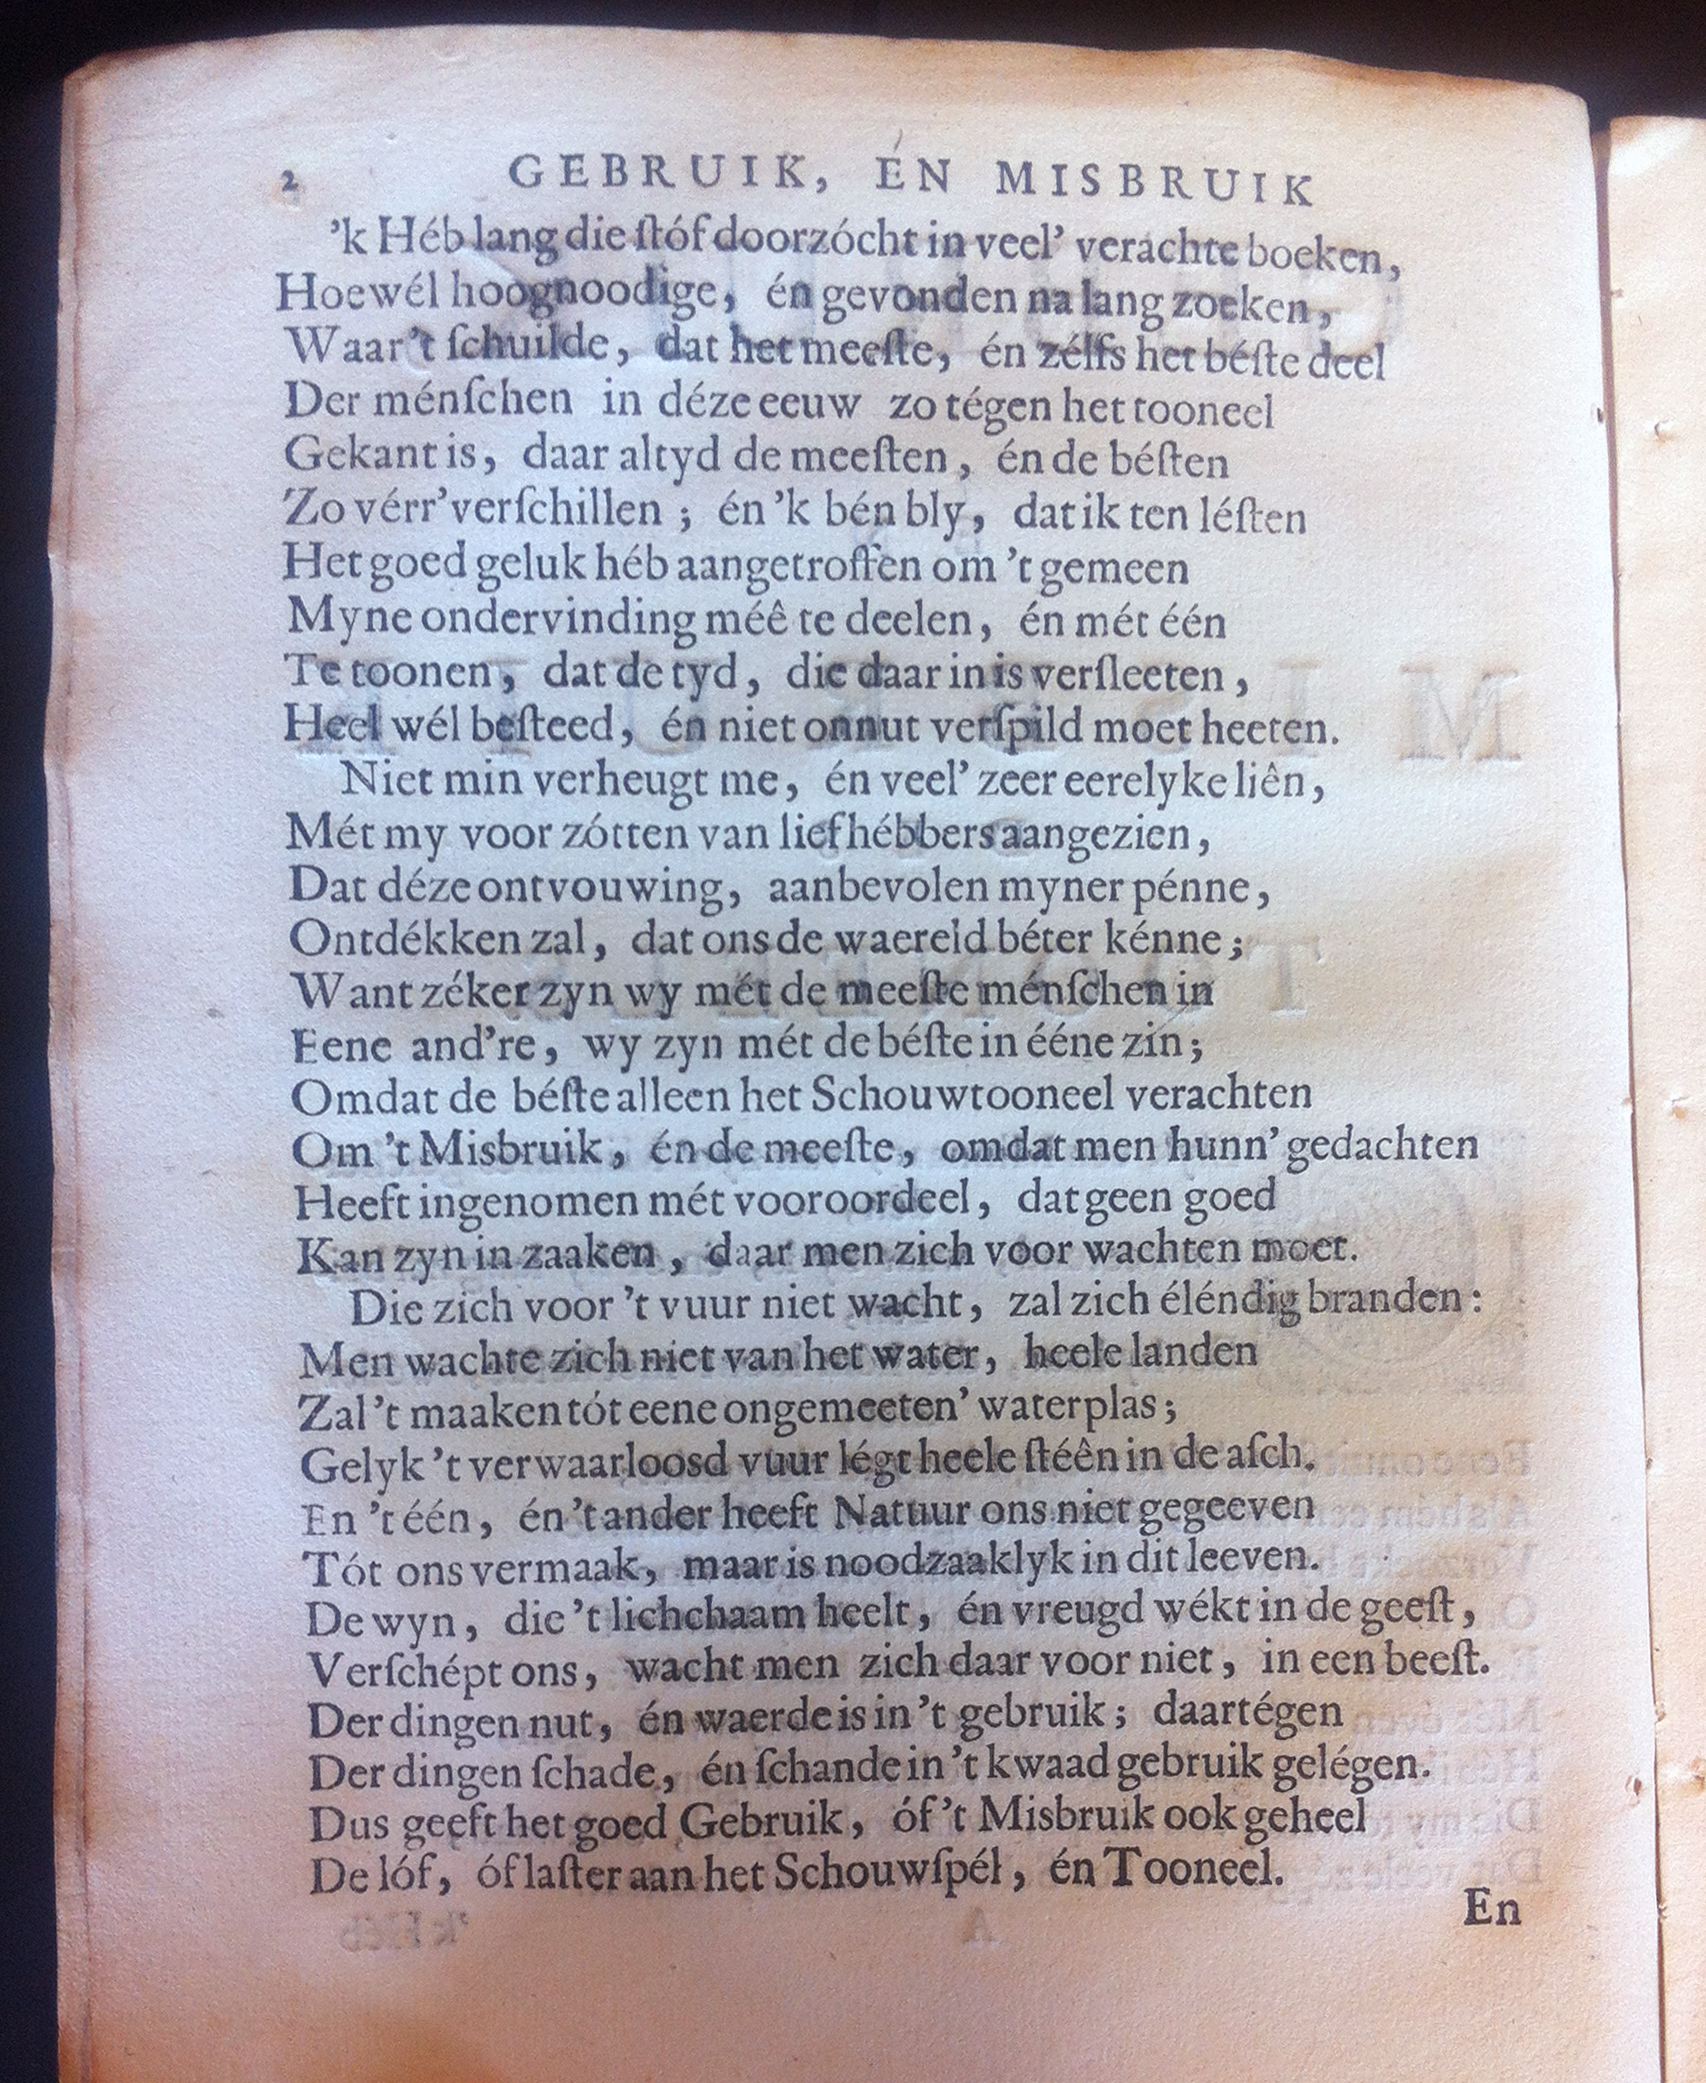 2 GEBRUIK, ÉN MISBRUIK
'k Héb lang die ſtóf doorzócht in veel' verachte boeken,
Hoewél hoognoodige, én gevonden na lang zoeken,
Waar 't ſchuilde, dat het meeſte, én zélfs het béſte deel
Der ménſchen in déze eeuw zo tégen het tooneel
Gekant is, daar altyd de meeſten, én de béſten
Zo vérr' verſchillen; én 'k bén bly, dat ik ten léſten
Het goed geluk héb aangetroffen om 't gemeen
Myne ondervinding méê te deelen, én mét één
Te toonen, dat de tyd, die daar in is verſleeten,
Heel wél beſteed, én niet onnut verſpild moet heeten.
Niet min verheugt me, én veel' zeer eerelyke liên,
Mét my voor zótten van liefhébbers aangezien,
Dat déze ontvouwing, aanbevolen myner pénne,
Ontdékken zal, dat ons de waereld béter kénne;
Want zéker zyn wy mét de meeſte ménſchen in
Eene and're, wy zyn mét de béſte in ééne zin;
Omdat de béſte alleen het Schouwtooneel verachten
Om 't Misbruik, én de meeſte, omdat men hunn' gedachten
Heeft ingenomen mét vooroordeel, dat geen goed
Kan zyn in zaaken, daar men zich voor wachten moet.
Die zich voor 't vuur niet wacht, zal zich éléndig branden:
Men wachte zich niet van het water, heele landen
Zal 't maaken tót eene ongemeeten' waterplas;
Gelyk 't verwaarloosd vuur légt heele ſtéên in de aſch.
En 't één, én 't ander heeft Natuur ons niet gegeeven
Tót ons vermaak, maar is noodzaaklyk in dit leeven.
De wyn, die 't lichchaam heelt, én vreugd wékt in de geeſt,
Verſchépt ons, wacht men zich daar voor niet, in een beeſt.
Der dingen nut, én waerde is in 't gebruik; daartégen
Der dingen ſchade, én ſchande in 't kwaad gebruik gelégen.
Dus geeft het goed Gebruik, óf 't Misbruik ook geheel
De lóf, óf laſter aan het Schouwſpél, én Tooneel.
En